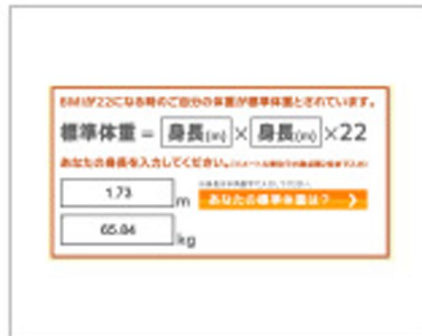 BMIが22になる時のご自分の体重が標準体重とされています。
標準体重 = 身長(m) × 身長(m) ×22
あなたの身長を入力してください。
1.73 m
あなたの標準体重は? ❯
65.84 kg